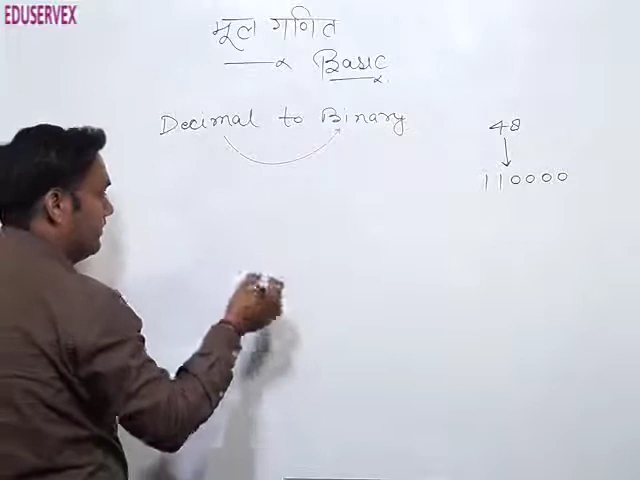 EDUSERVEX
मूल गणित
Basic
Decimal to Binary
48
110000